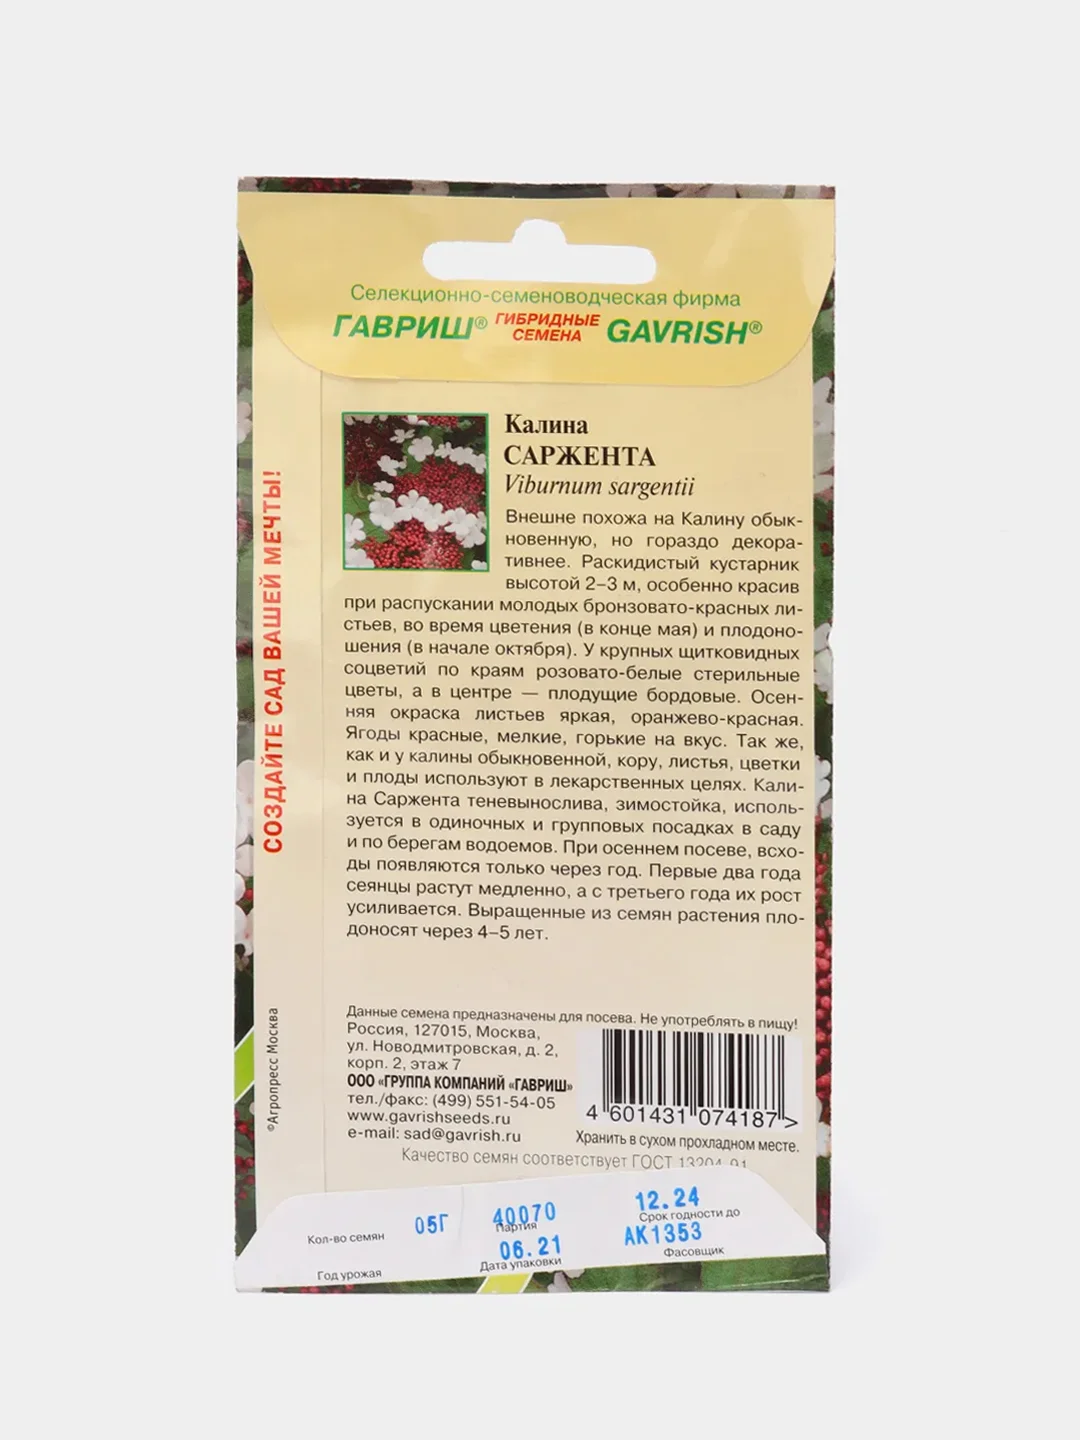 Селекционно-семеноводческая фирма
ГАВРИШ® ГИБРИДНЫЕ СЕМЕНА GAVRISH®
Калина
САРЖЕНТА
Viburnum sargentii
Внешне похожа на Калину обык-
новенную, но гораздо декора-
тивнее. Раскидистый кустарник
высотой 2–3 м, особенно красив
при распускании молодых бронзовато-красных ли-
стьев, во время цветения (в конце мая) и плодоно-
шения (в начале октября). У крупных щитковидных
соцветий по краям розовато-белые стерильные
цветы, а в центре — плодущие бордовые. Осен-
няя окраска листьев яркая, оранжево-красная.
Ягоды красные, мелкие, горькие на вкус. Так же,
как и у калины обыкновенной, кору, листья, цветки
и плоды используют в лекарственных целях. Кали-
на Саржента теневынослива, зимостойка, исполь-
зуется в одиночных и групповых посадках в саду
и по берегам водоемов. При осеннем посеве, всхо-
ды появляются только через год. Первые два года
сеянцы растут медленно, а с третьего года их рост
усиливается. Выращенные из семян растения пло-
доносят через 4–5 лет.
СОЗДАЙТЕ САД ВАШЕЙ МЕЧТЫ!
©Агропресс Москва
Данные семена предназначены для посева. Не употреблять в пищу!
Россия, 127015, Москва,
ул. Новодмитровская, д. 2,
корп. 2, этаж 7
ООО «ГРУППА КОМПАНИЙ «ГАВРИШ»
тел./факс: (499) 551-54-05
www.gavrishseeds.ru
e-mail: sad@gavrish.ru
4 601431 074187 >
Хранить в сухом прохладном месте.
Качество семян соответствует ГОСТ 13204-91
Кол-во семян 05Г
40070 Партия
12.24 Срок годности до
Год урожая
06.21 Дата упаковки
АК1353 Фасовщик